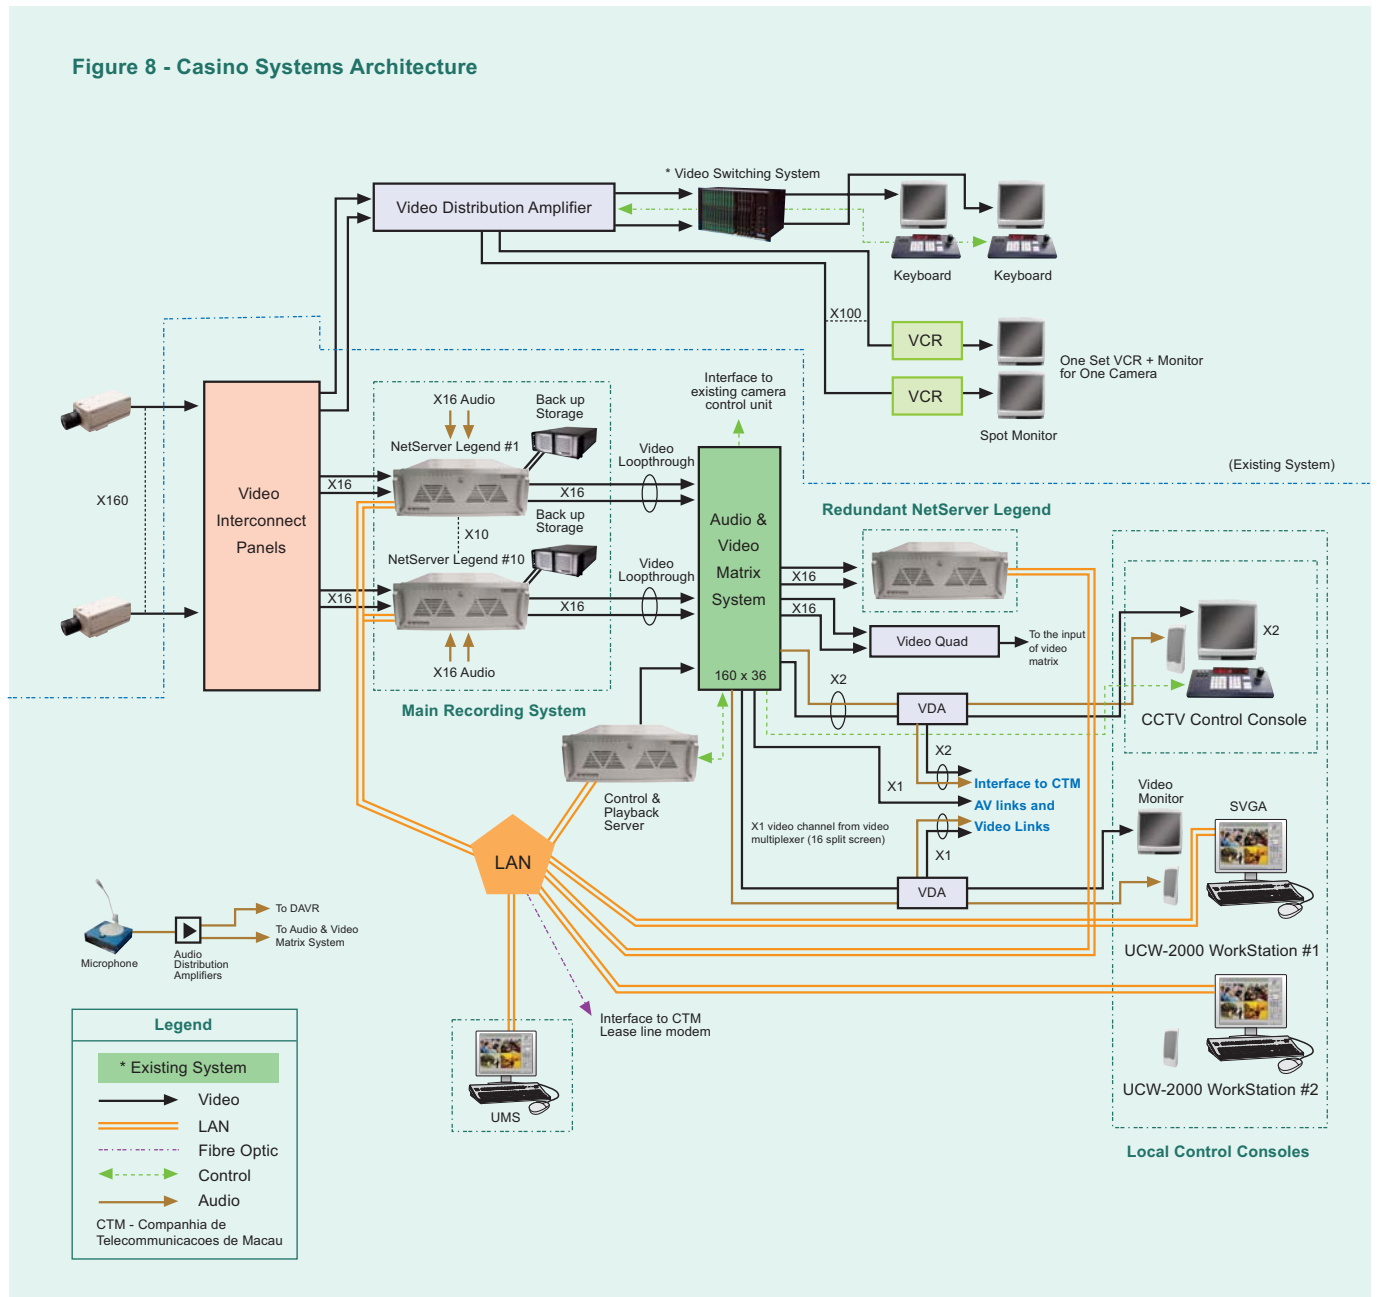 Figure 8 - Casino Systems Architecture
* Video Switching System
Video Distribution Amplifier
Keyboard
Keyboard
X100
VCR
One Set VCR + Monitor
for One Camera
VCR
Spot Monitor
(Existing System)
Interface to
existing camera
control unit
X160
Video
Interconnect
Panels
X16
X16
X16 Audio
Back up
Storage
NetServer Legend #1
X10
Back up
Storage
NetServer Legend #10
X16 Audio
Main Recording System
Video
Loopthrough
X16
Video
Loopthrough
X16
Audio &
Video
Matrix
System
160 x 36
Redundant NetServer Legend
X16
X16
Video Quad
To the input
of video
matrix
X2
VDA
X2
Interface to CTM
AV links and
Video Links
X1
X1
X1 video channel from video
multiplexer (16 split screen)
VDA
X2
CCTV Control Console
Video
Monitor
SVGA
UCW-2000 WorkStation #1
UCW-2000 WorkStation #2
Local Control Consoles
Control &
Playback
Server
LAN
Interface to CTM
Lease line modem
UMS
Microphone
Audio
Distribution
Amplifiers
To DAVR
To Audio & Video
Matrix System
Legend
* Existing System
Video
LAN
Fibre Optic
Control
Audio
CTM - Companhia de
Telecommunicacoes de Macau